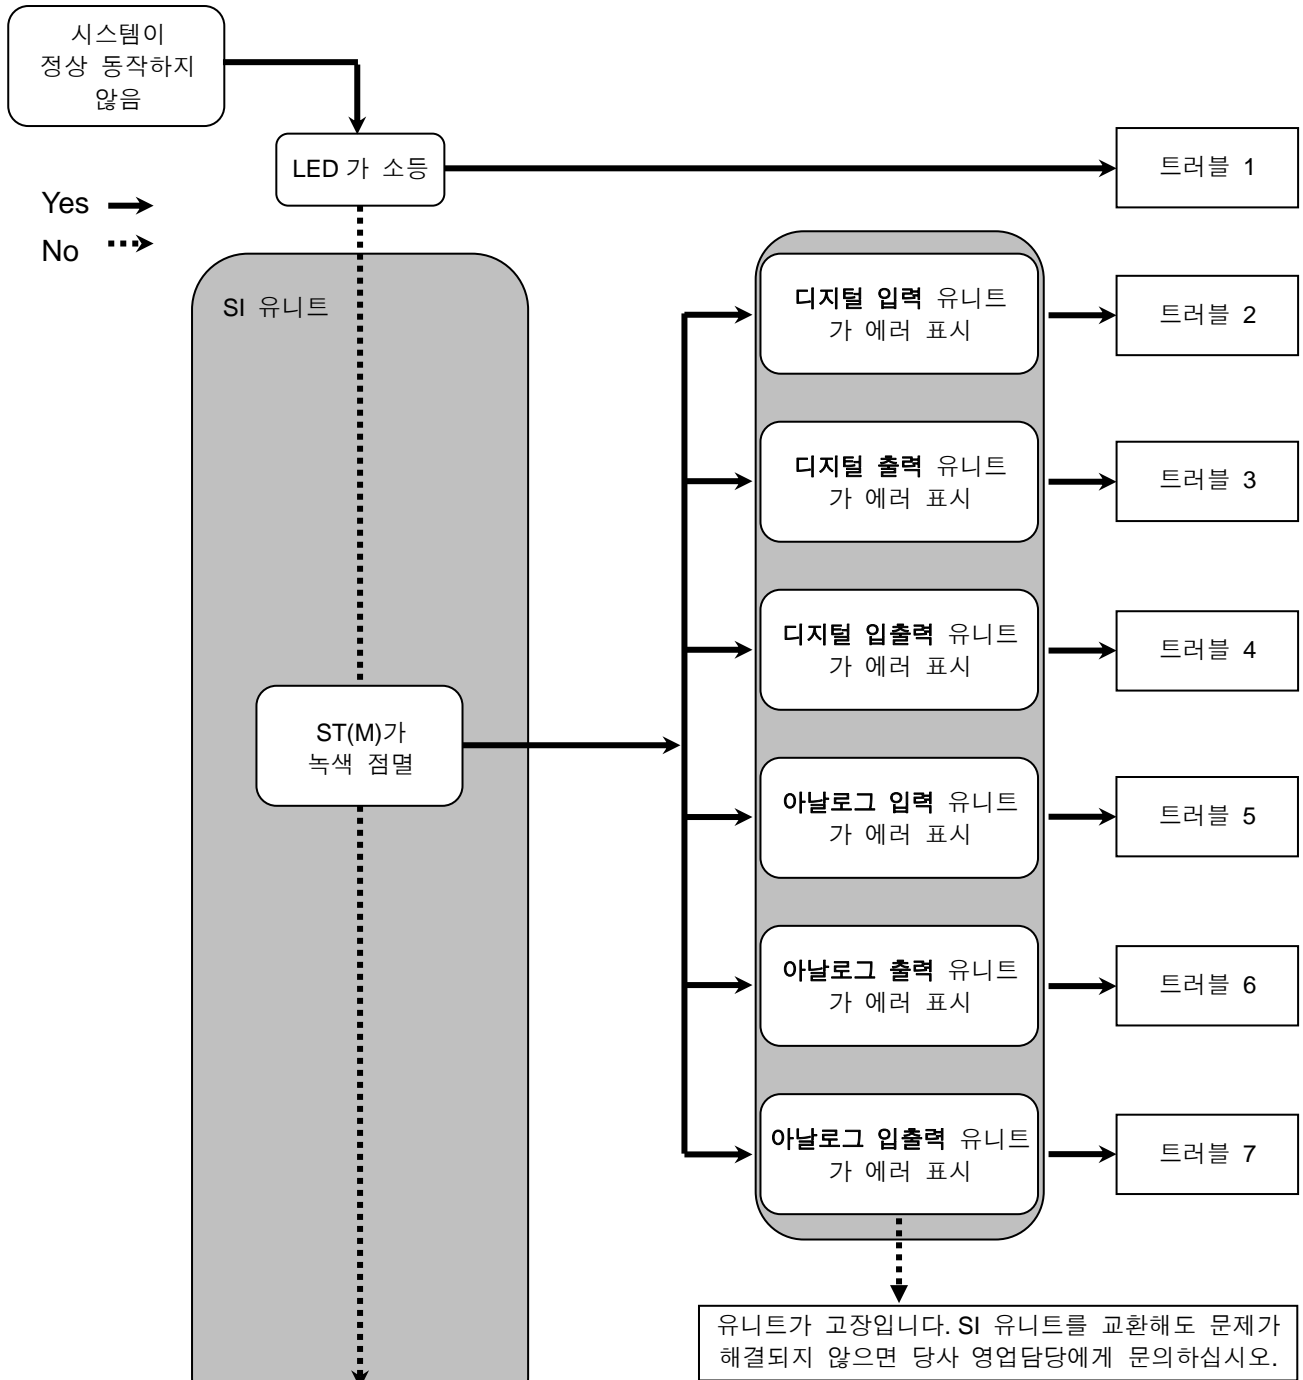 시스템이
정상 동작하지
않음
LED 가 소등
트러블 1
Yes
No
SI 유니트
디지털 입력 유니트
가 에러 표시
트러블 2
디지털 출력 유니트
가 에러 표시
트러블 3
디지털 입출력 유니트
가 에러 표시
트러블 4
ST(M)가
녹색 점멸
아날로그 입력 유니트
가 에러 표시
트러블 5
아날로그 출력 유니트
가 에러 표시
트러블 6
아날로그 입출력 유니트
가 에러 표시
트러블 7
유니트가 고장입니다. SI 유니트를 교환해도 문제가
해결되지 않으면 당사 영업담당에게 문의하십시오.